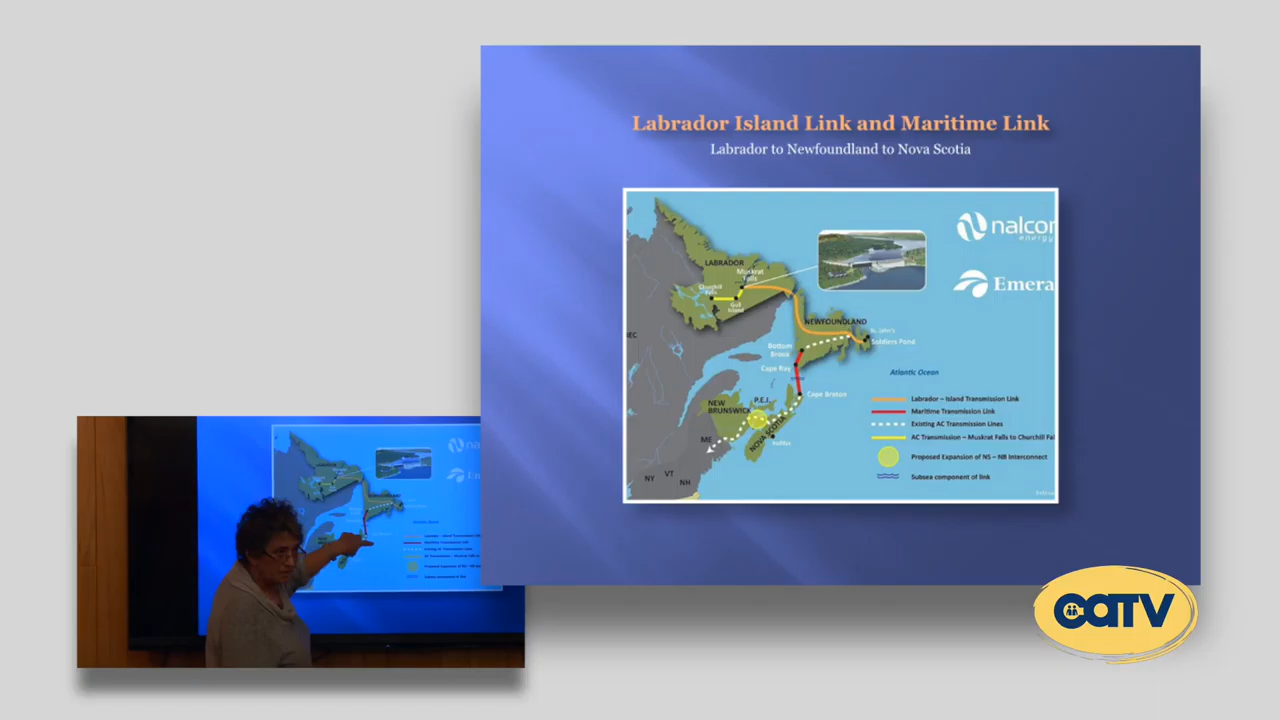 Labrador Island Link and Maritime Link
Labrador to Newfoundland to Nova Scotia
nalcor
energy
Emera
LABRADOR
Muskrat
Falls
Churchill
Falls
Gull
Island
NEWFOUNDLAND
St. John's
Soldiers Pond
Bottom
Brook
Cape Ray
Atlantic Ocean
Cape Breton
P.E.I.
NEW
BRUNSWICK
NOVA SCOTIA
Halifax
ME
NY
VT
NH
Labrador – Island Transmission Link
Maritime Transmission Link
Existing AC Transmission Lines
AC Transmission – Muskrat Falls to Churchill Fal
Proposed Expansion of NS – NB Interconnect
Subsea component of link
CATV